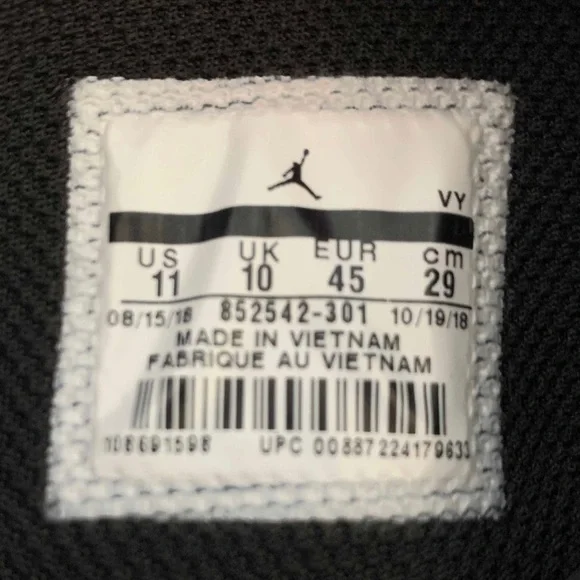 VY
US UK EUR cm
11 10 45 29
08/15/18 852542-301 10/19/18
MADE IN VIETNAM
FABRIQUE AU VIETNAM
108691598 UPC 00887224179633